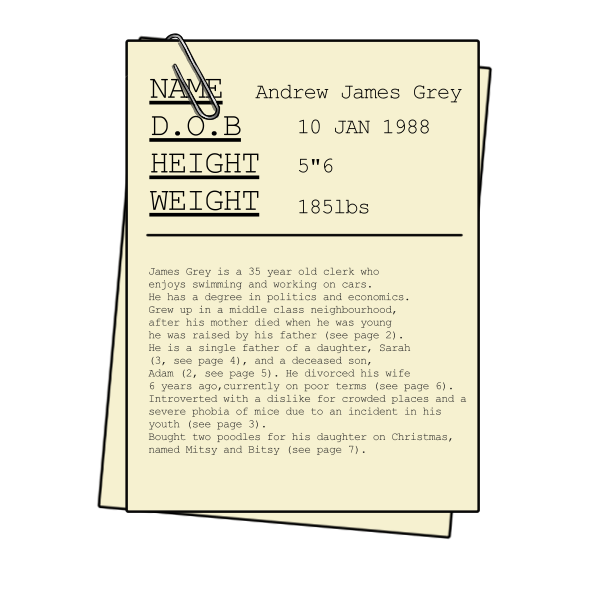 NAME Andrew James Grey
D.O.B 10 JAN 1988
HEIGHT 5"6
WEIGHT 185lbs
James Grey is a 35 year old clerk who
enjoys swimming and working on cars.
He has a degree in politics and economics.
Grew up in a middle class neighbourhood,
after his mother died when he was young
he was raised by his father (see page 2).
He is a single father of a daughter, Sarah
(3, see page 4), and a deceased son,
Adam (2, see page 5). He divorced his wife
6 years ago,currently on poor terms (see page 6).
Introverted with a dislike for crowded places and a
severe phobia of mice due to an incident in his
youth (see page 3).
Bought two poodles for his daughter on Christmas,
named Mitsy and Bitsy (see page 7).